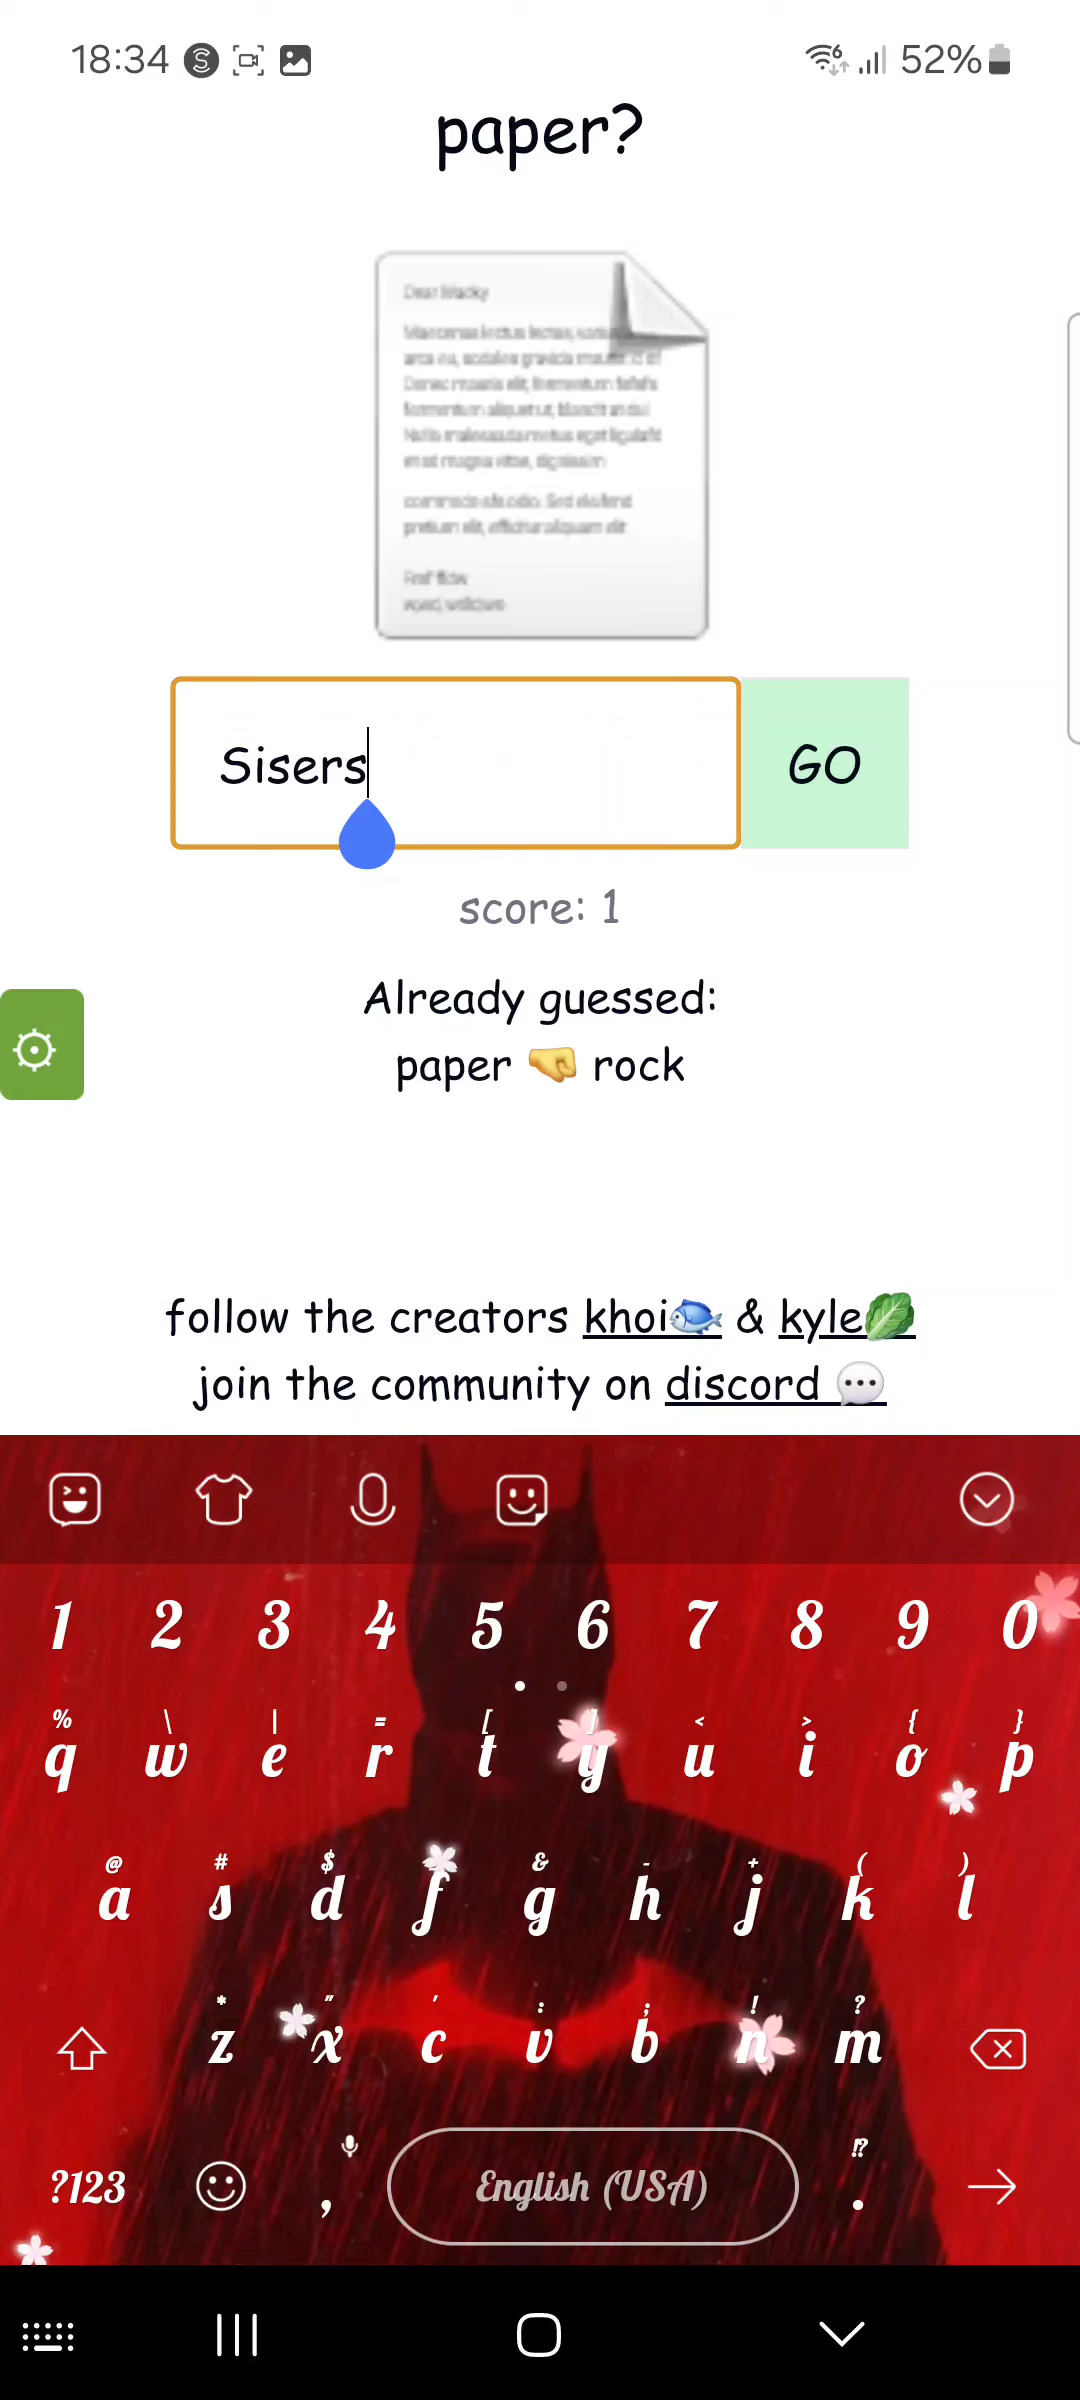 18:34 52%
paper?
Sisers
GO
score: 1
Already guessed:
paper 🤜 rock
follow the creators khoi🐟 & kyle🥬
join the community on discord 💬
1 2 3 4 5 6 7 8 9 0
% \ | = [ ] < > { }
q w e r t y u i o p
@ # $ & - + ( )
a s d f g h j k l
* " ' : ; ! ?
z x c v b n m
!?
?123 , English (USA) .